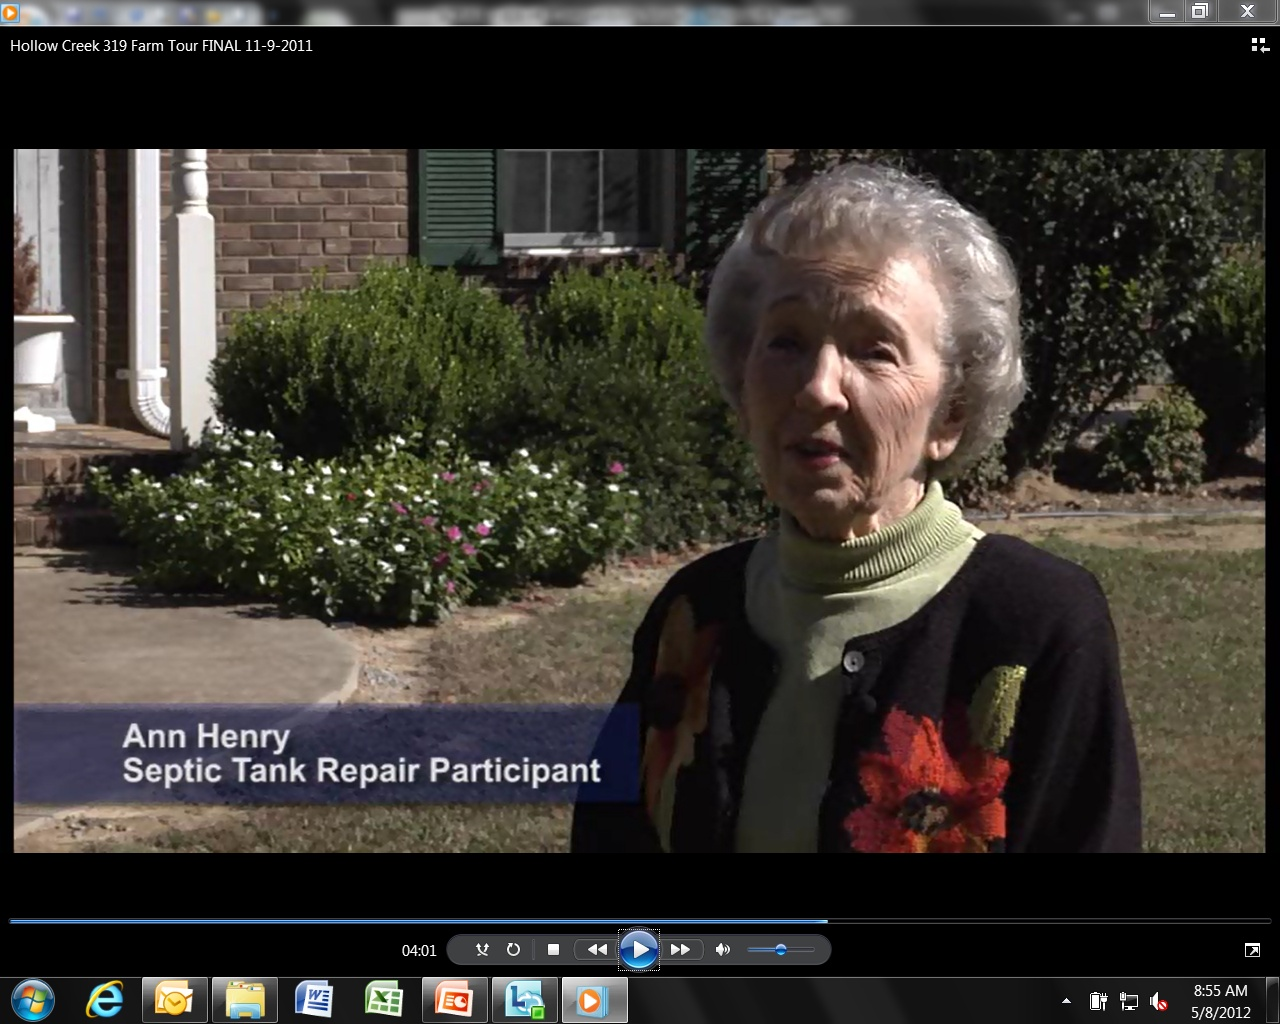 Hollow Creek 319 Farm Tour FINAL 11-9-2011
Ann Henry
Septic Tank Repair Participant
04:01
8:55 AM
5/8/2012